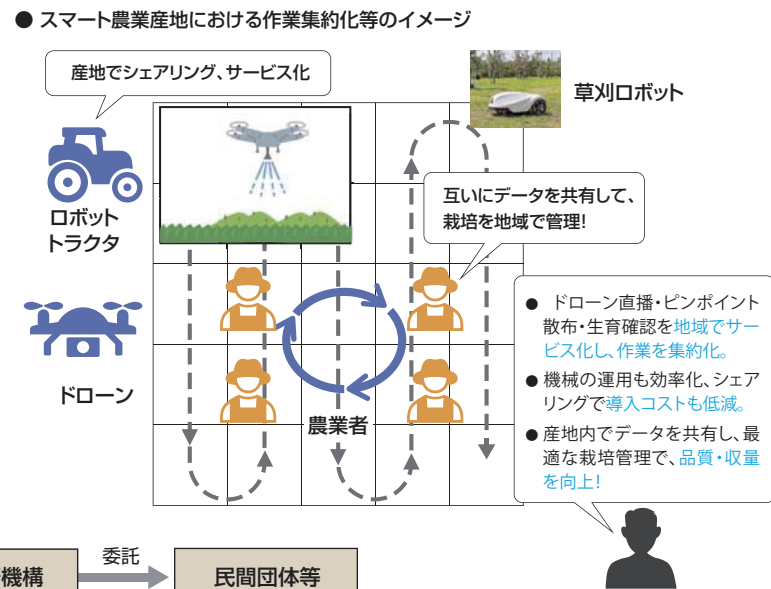 ● スマート農業産地における作業集約化等のイメージ
産地でシェアリング、サービス化
草刈ロボット
ロボット
トラクタ
互いにデータを共有して、
栽培を地域で管理!
ドローン
農業者
● ドローン直播・ピンポイント
散布・生育確認を地域でサー
ビス化し、作業を集約化。
● 機械の運用も効率化、シェア
リングで導入コストも低減。
● 産地内でデータを共有し、最
適な栽培管理で、品質・収量
を向上!
機構
委託
民間団体等